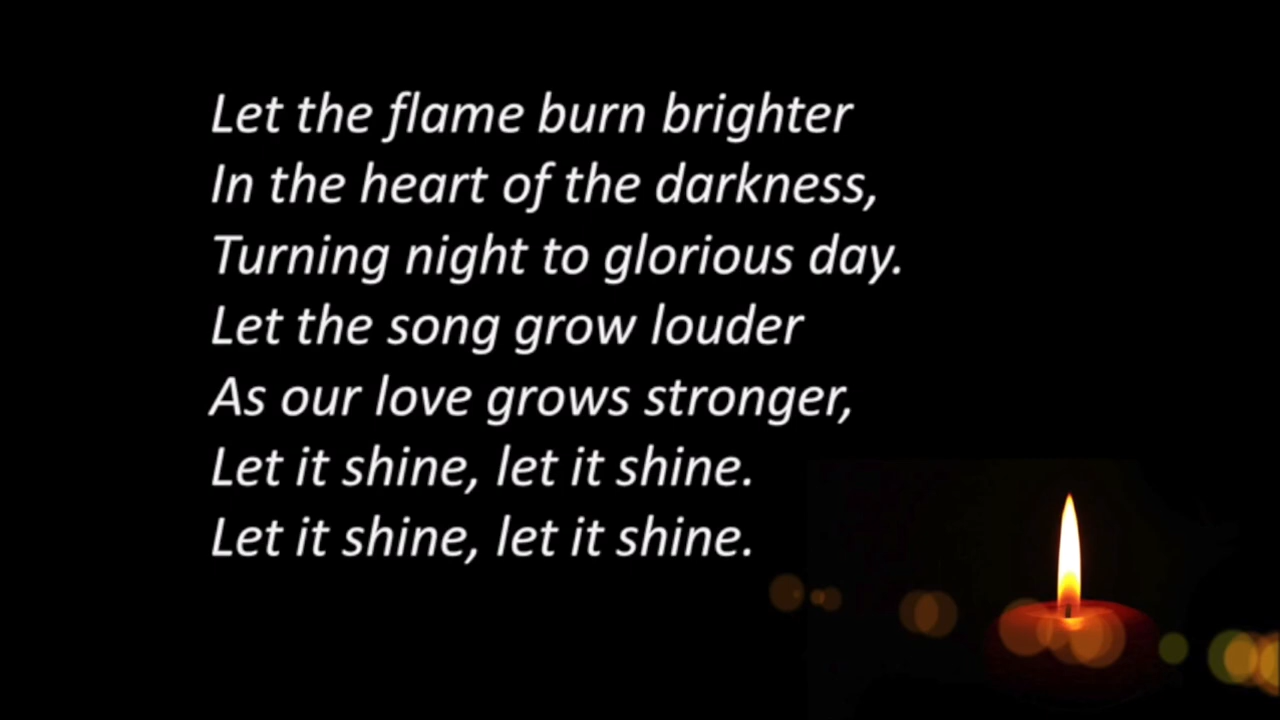 Let the flame burn brighter
In the heart of the darkness,
Turning night to glorious day.
Let the song grow louder
As our love grows stronger,
Let it shine, let it shine.
Let it shine, let it shine.